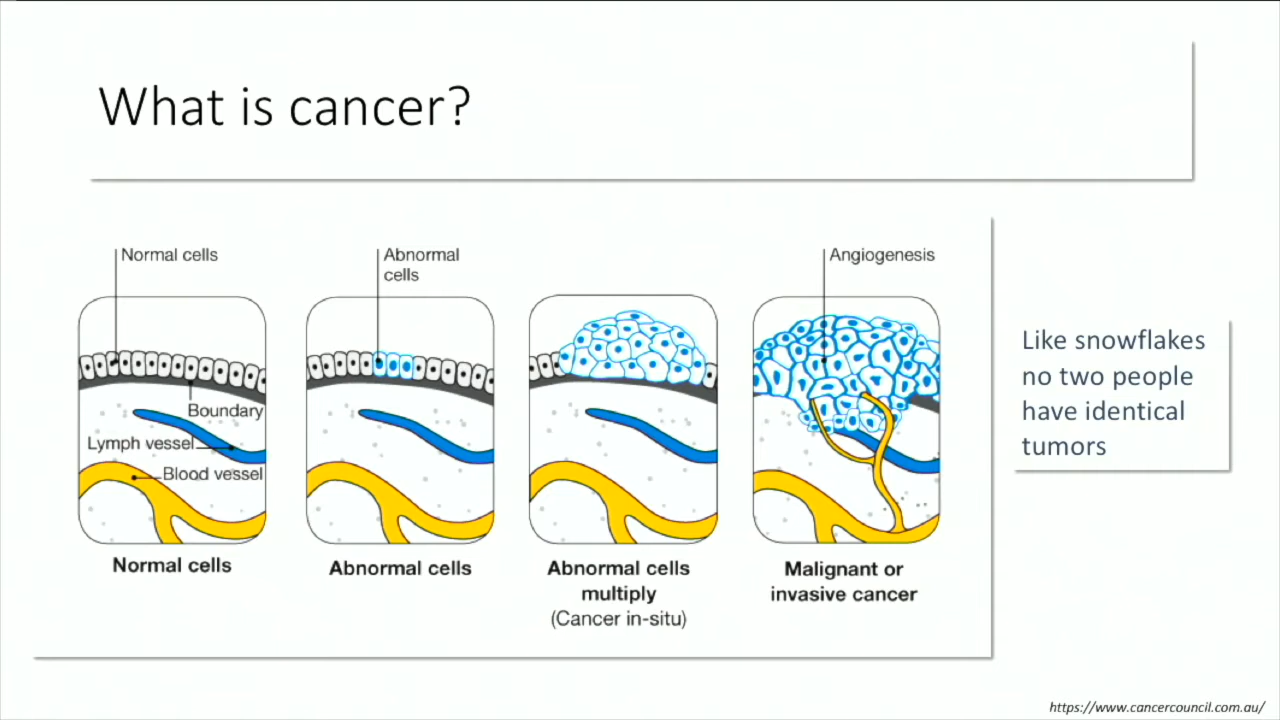 What is cancer?
Normal cells
Abnormal
cells
Angiogenesis
Boundary
Lymph vessel
Blood vessel
Normal cells
Abnormal cells
Abnormal cells
multiply
(Cancer in-situ)
Malignant or
invasive cancer
Like snowflakes
no two people
have identical
tumors
https://www.cancercouncil.com.au/